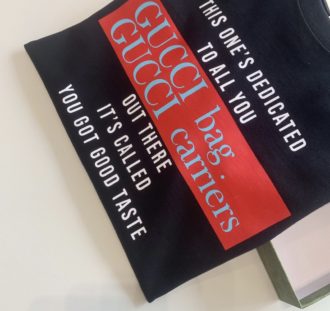 THIS ONE'S DEDICATED
TO ALL YOU
GUCCI bag .
GUCCI carriers
OUT THERE
IT'S CALLED
YOU GOT GOOD TASTE